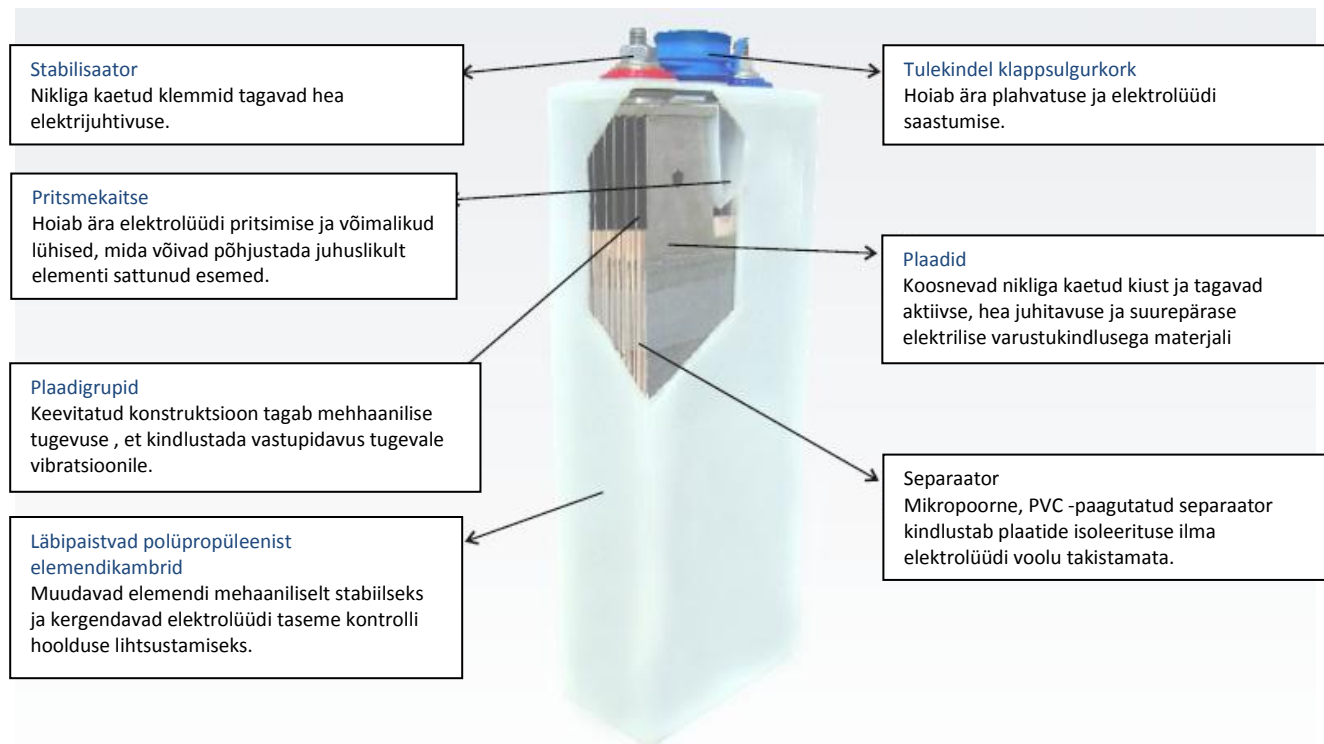 Stabilisaator
Nikliga kaetud klemmid tagavad hea
elektrijuhtivuse.
Pritsmekaitse
Hoiab ära elektrolüüdi pritsimise ja võimalikud
lühised, mida võivad põhjustada juhuslikult
elementi sattunud esemed.
Plaadigrupid
Keevitatud konstruktsioon tagab mehhaanilise
tugevuse , et kindlustada vastupidavus tugevale
vibratsioonile.
Läbipaistvad polüpropüleenist
elemendikambrid
Muudavad elemendi mehaaniliselt stabiilseks
ja kergendavad elektrolüüdi taseme kontrolli
hoolduse lihtsustamiseks.
Tulekindel klappsulgurkork
Hoiab ära plahvatuse ja elektrolüüdi
saastumise.
Plaadid
Koosnevad nikliga kaetud kiust ja tagavad
aktiivse, hea juhitavuse ja suurepärase
elektrilise varustukindlusega materjali
Separaator
Mikropoorne, PVC -paagutatud separaator
kindlustab plaatide isoleerituse ilma
elektrolüüdi voolu takistamata.